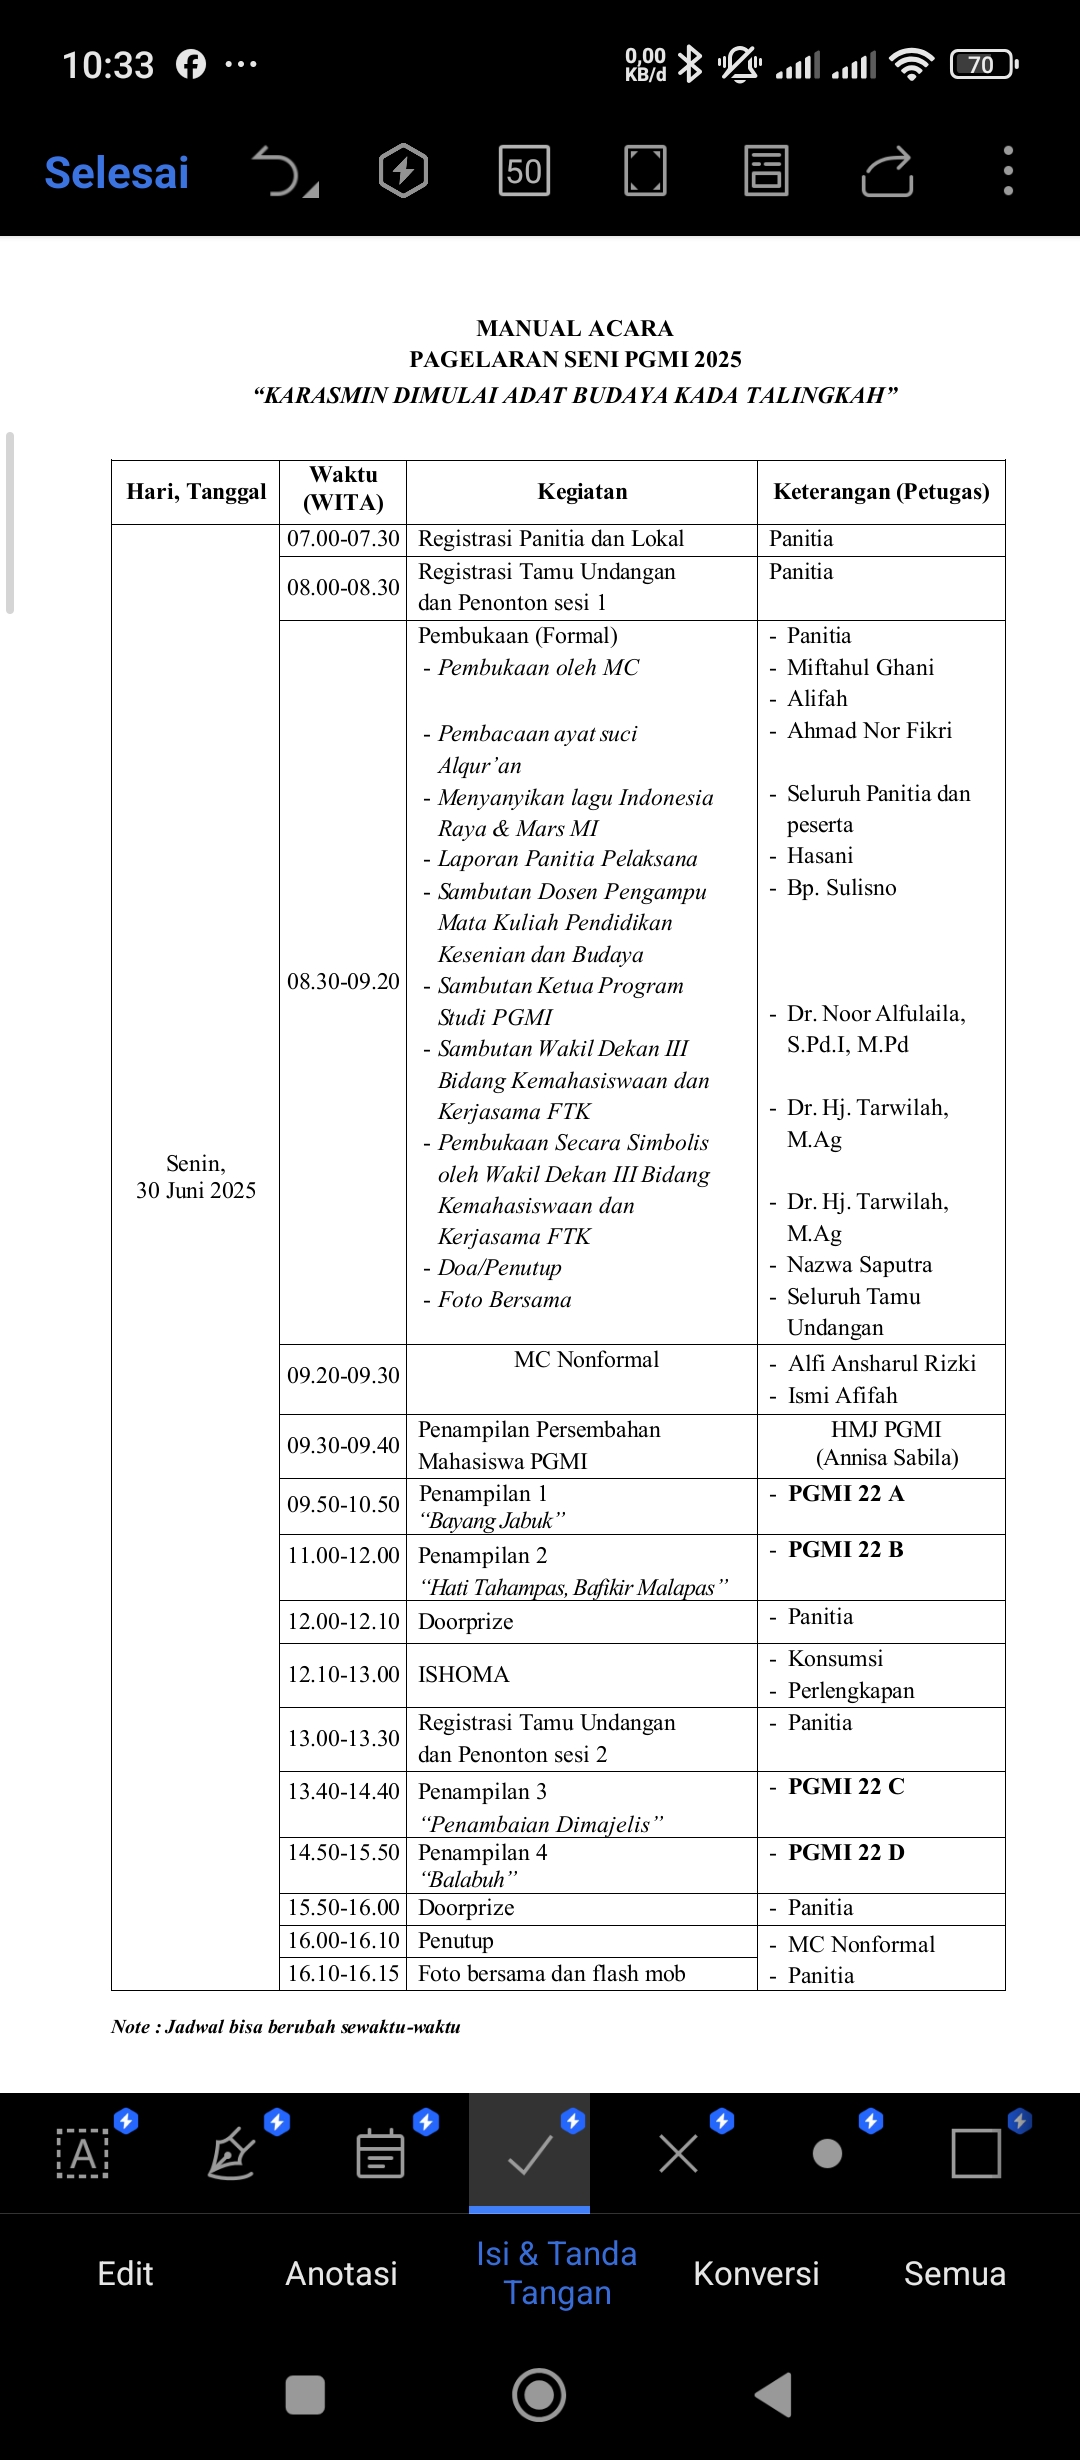 10:33
0,00
KB/d
70
Selesai
50
MANUAL ACARA
PAGELARAN SENI PGMI 2025
“KARASMIN DIMULAI ADAT BUDAYA KADA TALINGKAH”
Hari, Tanggal
Waktu
(WITA)
Kegiatan
Keterangan (Petugas)
Senin,
30 Juni 2025
07.00-07.30
Registrasi Panitia dan Lokal
Panitia
08.00-08.30
Registrasi Tamu Undangan
dan Penonton sesi 1
Panitia
08.30-09.20
Pembukaan (Formal)
- Pembukaan oleh MC
- Pembacaan ayat suci
Alqur’an
- Menyanyikan lagu Indonesia
Raya & Mars MI
- Laporan Panitia Pelaksana
- Sambutan Dosen Pengampu
Mata Kuliah Pendidikan
Kesenian dan Budaya
- Sambutan Ketua Program
Studi PGMI
- Sambutan Wakil Dekan III
Bidang Kemahasiswaan dan
Kerjasama FTK
- Pembukaan Secara Simbolis
oleh Wakil Dekan III Bidang
Kemahasiswaan dan
Kerjasama FTK
- Doa/Penutup
- Foto Bersama
- Panitia
- Miftahul Ghani
- Alifah
- Ahmad Nor Fikri
- Seluruh Panitia dan
peserta
- Hasani
- Bp. Sulisno
- Dr. Noor Alfulaila,
S.Pd.I, M.Pd
- Dr. Hj. Tarwilah,
M.Ag
- Dr. Hj. Tarwilah,
M.Ag
- Nazwa Saputra
- Seluruh Tamu
Undangan
09.20-09.30
MC Nonformal
- Alfi Ansharul Rizki
- Ismi Afifah
09.30-09.40
Penampilan Persembahan
Mahasiswa PGMI
HMJ PGMI
(Annisa Sabila)
09.50-10.50
Penampilan 1
“Bayang Jabuk”
- PGMI 22 A
11.00-12.00
Penampilan 2
“Hati Tahampas, Bafikir Malapas”
- PGMI 22 B
12.00-12.10
Doorprize
- Panitia
12.10-13.00
ISHOMA
- Konsumsi
- Perlengkapan
13.00-13.30
Registrasi Tamu Undangan
dan Penonton sesi 2
- Panitia
13.40-14.40
Penampilan 3
“Penambaian Dimajelis”
- PGMI 22 C
14.50-15.50
Penampilan 4
“Balabuh”
- PGMI 22 D
15.50-16.00
Doorprize
- Panitia
16.00-16.10
Penutup
- MC Nonformal
16.10-16.15
Foto bersama dan flash mob
- Panitia
Note : Jadwal bisa berubah sewaktu-waktu
A
Edit
Anotasi
Isi & Tanda
Tangan
Konversi
Semua